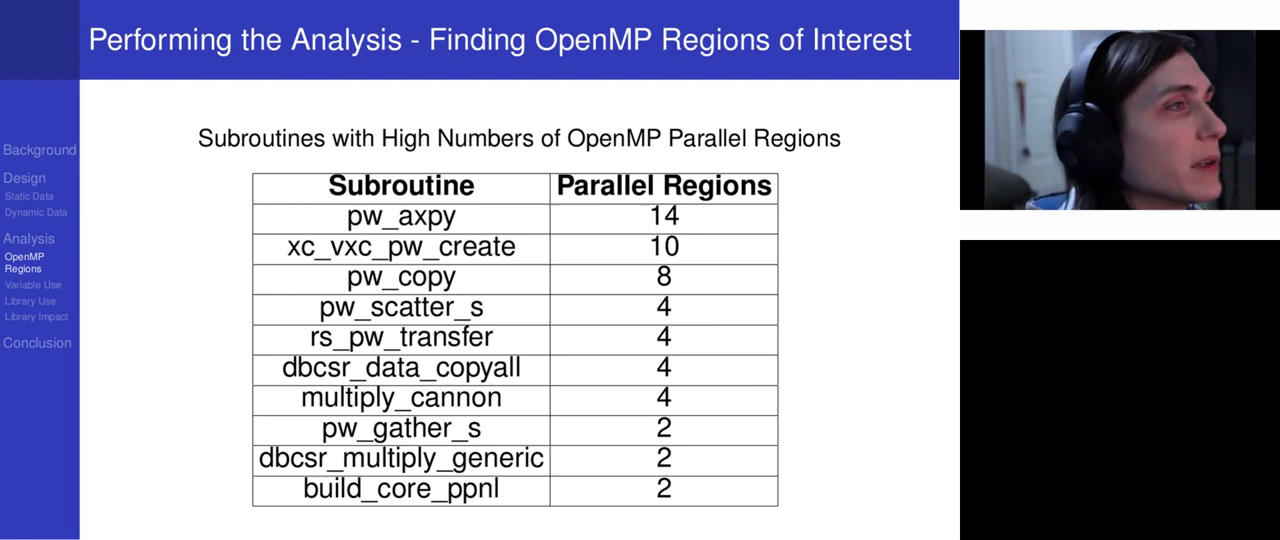 Performing the Analysis - Finding OpenMP Regions of Interest
Background
Design
Static Data
Dynamic Data
Analysis
OpenMP
Regions
Variable Use
Library Use
Library Impact
Conclusion
Subroutines with High Numbers of OpenMP Parallel Regions
Subroutine Parallel Regions
pw_axpy 14
xc_vxc_pw_create 10
pw_copy 8
pw_scatter_s 4
rs_pw_transfer 4
dbcsr_data_copyall 4
multiply_cannon 4
pw_gather_s 2
dbcsr_multiply_generic 2
build_core_ppnl 2